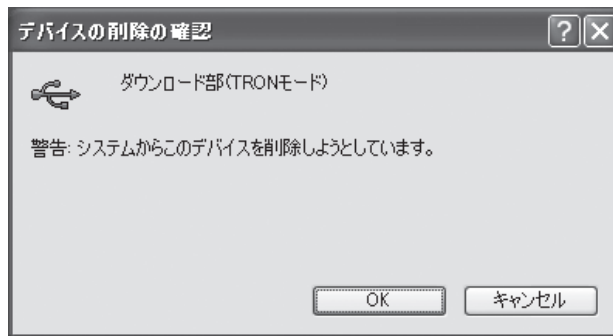 デバイスの削除の確認
ダウンロード部(TRONモード)
警告: システムからこのデバイスを削除しようとしています。
OK
キャンセル